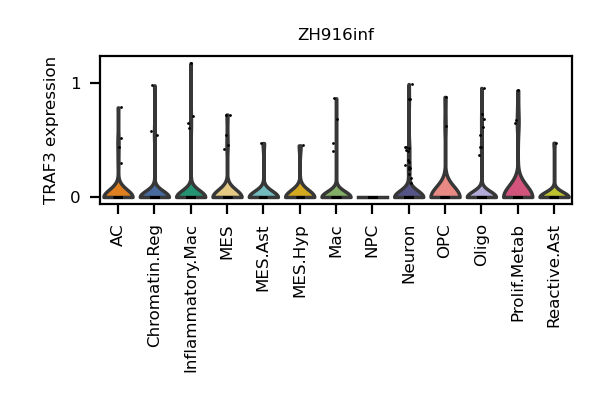 ZH916inf
TRAF3 expression
1
0
AC
Chromatin.Reg
Inflammatory.Mac
MES
MES.Ast
MES.Hyp
Mac
NPC
Neuron
OPC
Oligo
Prolif.Metab
Reactive.Ast